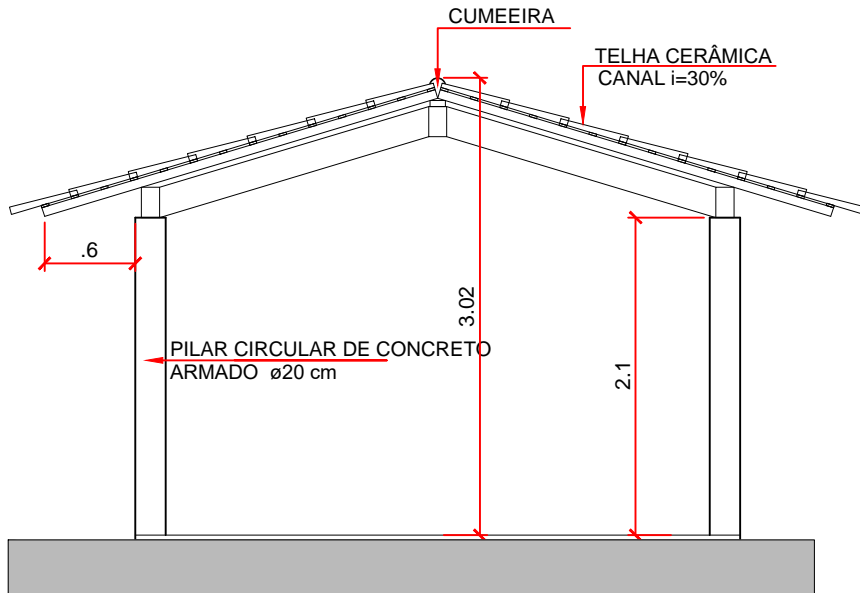 CUMEEIRA
TELHA CERÂMICA
CANAL i=30%
.6
3.02
2.1
PILAR CIRCULAR DE CONCRETO
ARMADO ø20 cm